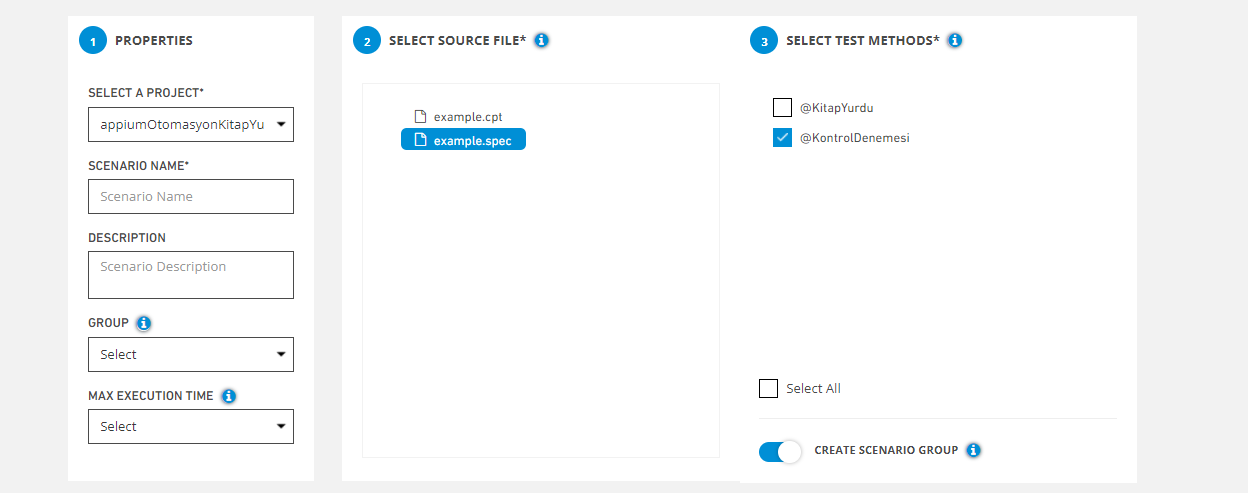 1 PROPERTIES
SELECT A PROJECT*
appiumOtomasyonKitapYu
SCENARIO NAME*
Scenario Name
DESCRIPTION
Scenario Description
GROUP i
Select
MAX EXECUTION TIME i
Select
2 SELECT SOURCE FILE* i
example.cpt
example.spec
3 SELECT TEST METHODS* i
@KitapYurdu
@KontrolDenemesi
Select All
CREATE SCENARIO GROUP i